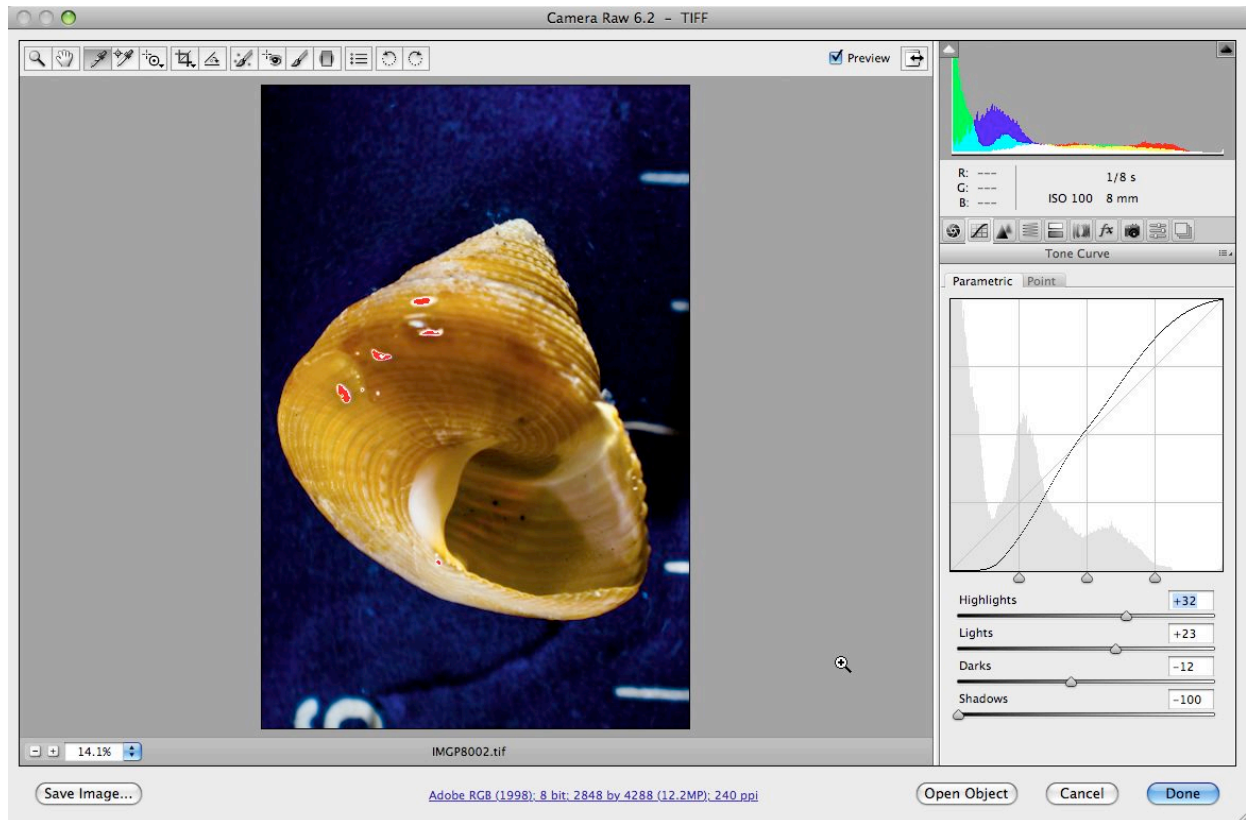 Camera Raw 6.2 – TIFF
Preview
R: ---
G: ---
B: ---
1/8 s
ISO 100 8 mm
fx
Tone Curve
Parametric Point
Highlights +32
Lights +23
Darks -12
Shadows -100
14.1%
IMGP8002.tif
Save Image...
Adobe RGB (1998); 8 bit; 2848 by 4288 (12.2MP); 240 ppi
Open Object
Cancel
Done